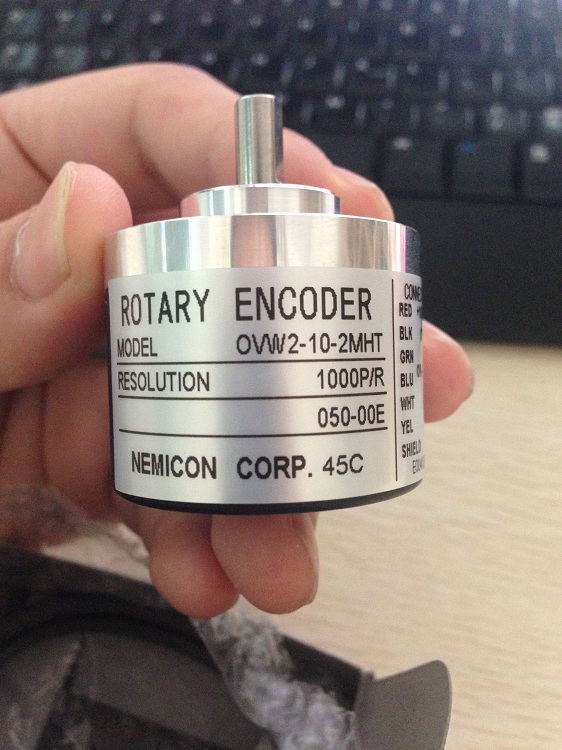 ROTARY ENCODER
MODEL OVW2-10-2MHT
RESOLUTION 1000P/R
050-00E
NEMICON CORP. 45C
RED
BLK
GRN
BLU
WHT
YEL
SHIELD